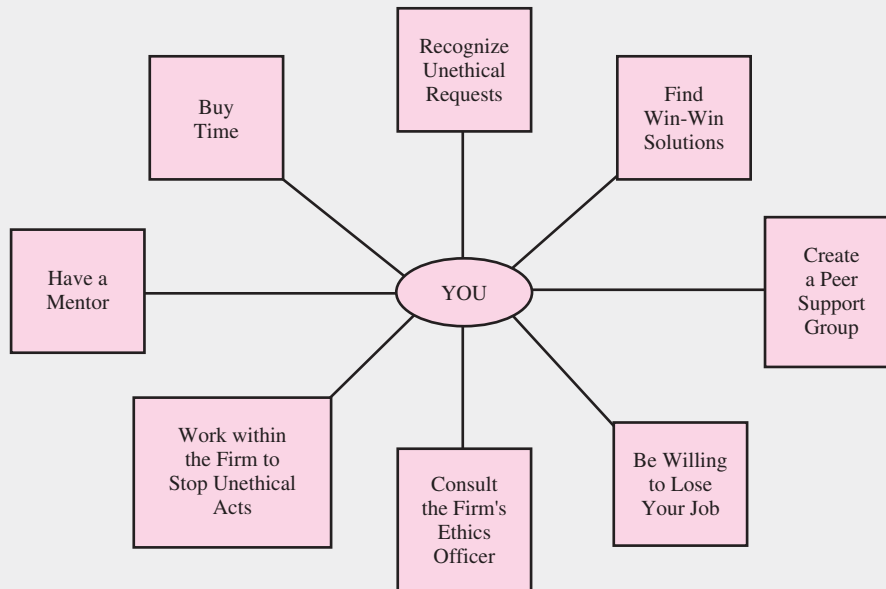 Recognize
Unethical
Requests
Buy
Time
Find
Win-Win
Solutions
Have a
Mentor
YOU
Create
a Peer
Support
Group
Work within
the Firm to
Stop Unethical
Acts
Consult
the Firm's
Ethics
Officer
Be Willing
to Lose
Your Job